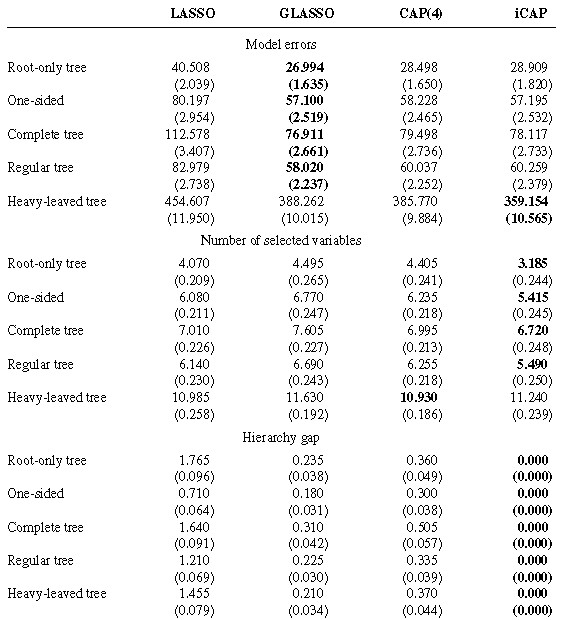 LASSO GLASSO CAP(4) iCAP
Model errors
Root-only tree 40.508 26.994 28.498 28.909
(2.039) (1.635) (1.650) (1.820)
One-sided 80.197 57.100 58.228 57.195
(2.954) (2.519) (2.465) (2.532)
Complete tree 112.578 76.911 79.498 78.117
(3.407) (2.661) (2.736) (2.733)
Regular tree 82.979 58.020 60.037 60.259
(2.738) (2.237) (2.252) (2.379)
Heavy-leaved tree 454.607 388.262 385.770 359.154
(11.950) (10.015) (9.884) (10.565)
Number of selected variables
Root-only tree 4.070 4.495 4.405 3.185
(0.209) (0.265) (0.241) (0.244)
One-sided 6.080 6.770 6.235 5.415
(0.211) (0.247) (0.218) (0.245)
Complete tree 7.010 7.605 6.995 6.720
(0.226) (0.227) (0.213) (0.248)
Regular tree 6.140 6.690 6.255 5.490
(0.230) (0.243) (0.218) (0.250)
Heavy-leaved tree 10.985 11.630 10.930 11.240
(0.258) (0.192) (0.186) (0.239)
Hierarchy gap
Root-only tree 1.765 0.235 0.360 0.000
(0.096) (0.038) (0.049) (0.000)
One-sided 0.710 0.180 0.300 0.000
(0.064) (0.031) (0.038) (0.000)
Complete tree 1.640 0.310 0.505 0.000
(0.091) (0.042) (0.057) (0.000)
Regular tree 1.210 0.225 0.335 0.000
(0.069) (0.030) (0.039) (0.000)
Heavy-leaved tree 1.455 0.210 0.370 0.000
(0.079) (0.034) (0.044) (0.000)